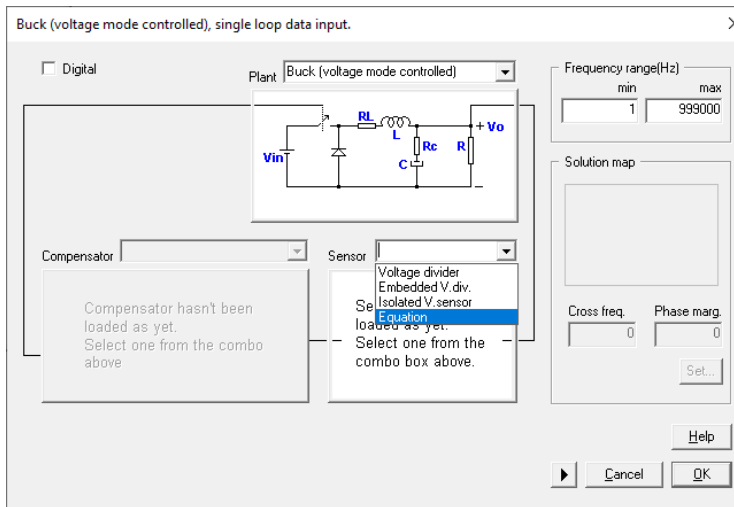 Buck (voltage mode controlled), single loop data input.
Digital
Plant
Buck (voltage mode controlled)
Frequency range(Hz)
min
max
1
999000
RL
L
+ Vo
Vin
Rc
R
C
Solution map
Compensator
Sensor
Voltage divider
Embedded V.div.
Isolated V.sensor
Equation
Compensator hasn't been
loaded as yet.
Select one from the combo
above
loaded as yet.
Select one from the
combo box above.
Cross freq.
Phase marg.
0
0
Set...
Help
Cancel
OK